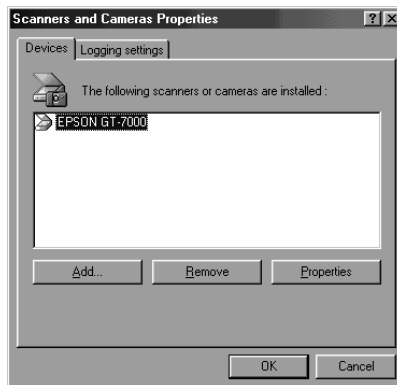 Scanners and Cameras Properties
Devices Logging settings
The following scanners or cameras are installed :
EPSON GT-7000
Add... Remove Properties
OK Cancel